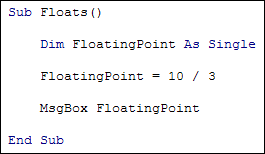 Sub Floats()
Dim FloatingPoint As Single
FloatingPoint = 10 / 3
MsgBox FloatingPoint
End Sub